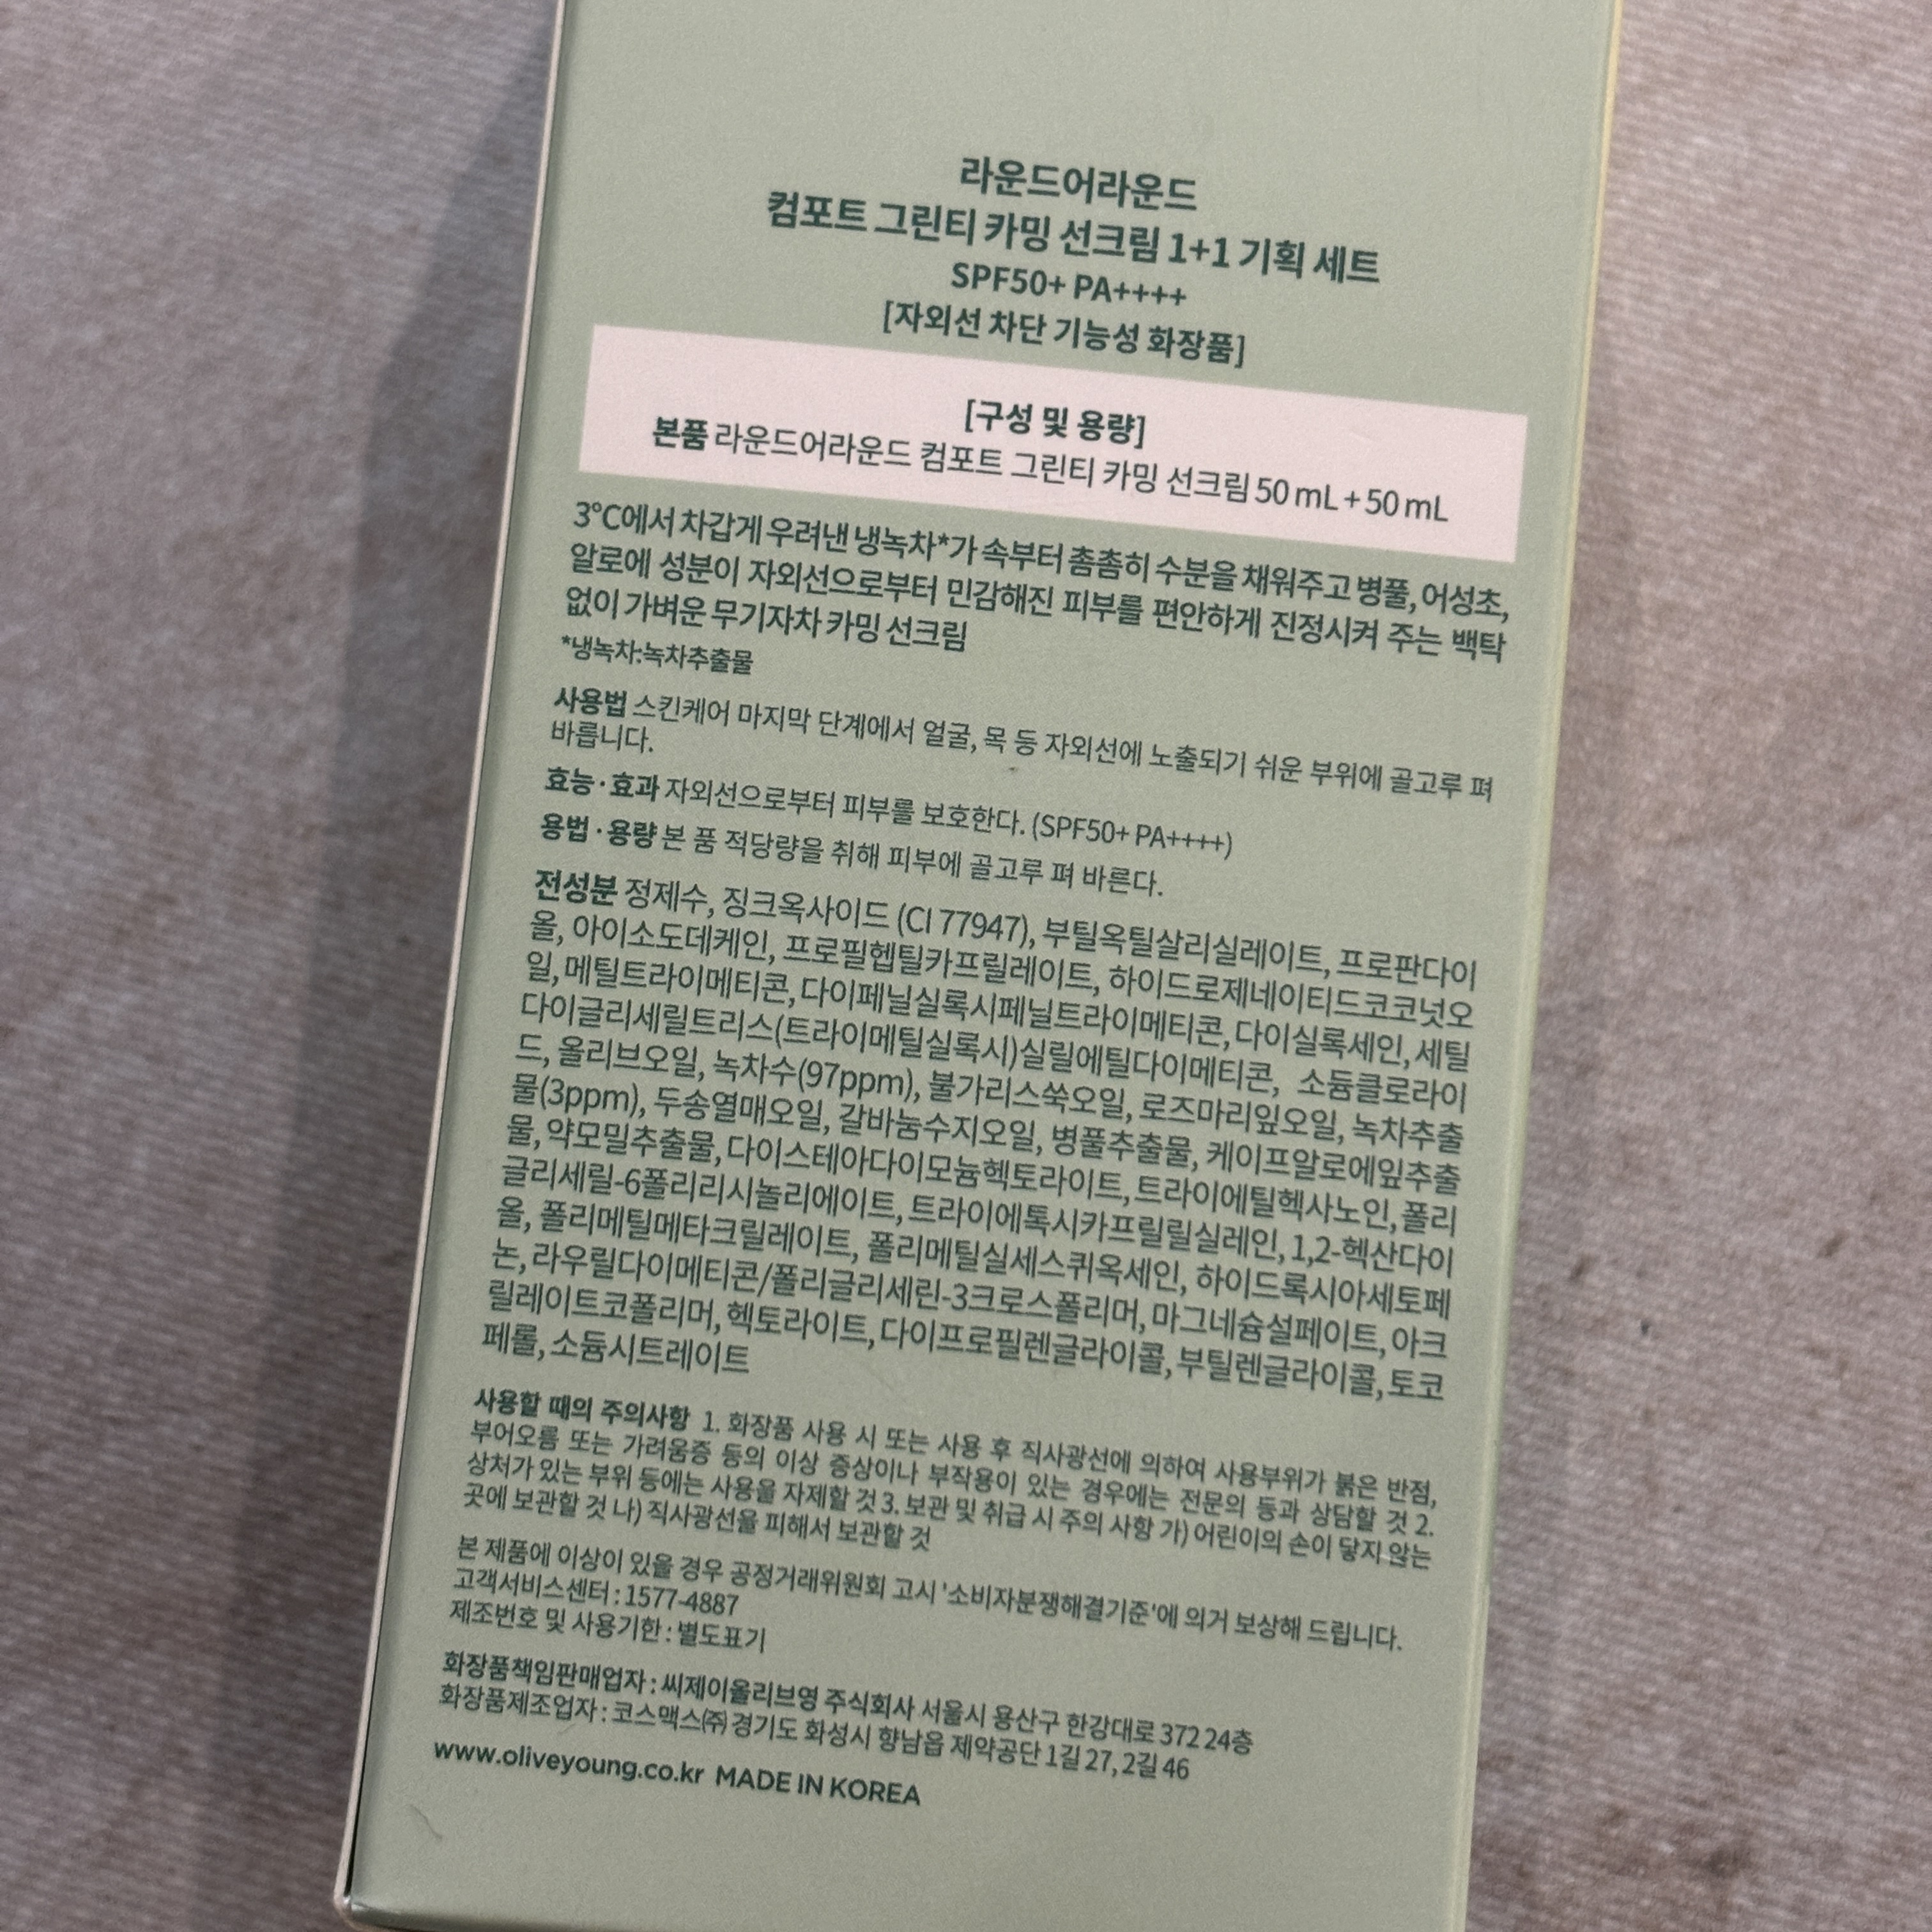 라운드어라운드
컴포트 그린티 카밍 선크림 1+1 기획 세트
SPF50+ PA++++
[자외선 차단 기능성 화장품]
[구성 및 용량]
본품 라운드어라운드 컴포트 그린티 카밍 선크림 50 mL + 50 mL
3°C에서 차갑게 우려낸 냉녹차*가 속부터 촘촘히 수분을 채워주고 병풀, 어성초,
알로에 성분이 자외선으로부터 민감해진 피부를 편안하게 진정시켜 주는 백탁
없이 가벼운 무기자차 카밍 선크림
*냉녹차:녹차추출물
사용법 스킨케어 마지막 단계에서 얼굴, 목 등 자외선에 노출되기 쉬운 부위에 골고루 펴
바릅니다.
효능·효과 자외선으로부터 피부를 보호한다. (SPF50+ PA++++)
용법·용량 본 품 적당량을 취해 피부에 골고루 펴 바른다.
전성분 정제수, 징크옥사이드 (CI 77947), 부틸옥틸살리실레이트, 프로판다이
올, 아이소도데케인, 프로필헵틸카프릴레이트, 하이드로제네이티드코코넛오
일, 메틸트라이메티콘, 다이페닐실록시페닐트라이메티콘, 다이실록세인, 세틸
다이글리세릴트리스(트라이메틸실록시)실릴에틸다이메티콘, 소듐클로라이
드, 올리브오일, 녹차수(97ppm), 불가리스쑥오일, 로즈마리잎오일, 녹차추출
물(3ppm), 두송열매오일, 갈바눔수지오일, 병풀추출물, 케이프알로에잎추출
물, 약모밀추출물, 다이스테아다이모늄헥토라이트, 트라이에틸헥사노인, 폴리
글리세릴-6폴리리시놀리에이트, 트라이에톡시카프릴릴실레인, 1,2-헥산다이
올, 폴리메틸메타크릴레이트, 폴리메틸실세스퀴옥세인, 하이드록시아세토페
논, 라우릴다이메티콘/폴리글리세린-3크로스폴리머, 마그네슘설페이트, 아크
릴레이트코폴리머, 헥토라이트, 다이프로필렌글라이콜, 부틸렌글라이콜, 토코
페롤, 소듐시트레이트
사용할 때의 주의사항 1. 화장품 사용 시 또는 사용 후 직사광선에 의하여 사용부위가 붉은 반점,
부어오름 또는 가려움증 등의 이상 증상이나 부작용이 있는 경우에는 전문의 등과 상담할 것 2.
상처가 있는 부위 등에는 사용을 자제할 것 3. 보관 및 취급 시 주의 사항 가) 어린이의 손이 닿지 않는
곳에 보관할 것 나) 직사광선을 피해서 보관할 것
본 제품에 이상이 있을 경우 공정거래위원회 고시 '소비자분쟁해결기준'에 의거 보상해 드립니다.
고객서비스센터 : 1577-4887
제조번호 및 사용기한 : 별도표기
화장품책임판매업자 : 씨제이올리브영 주식회사 서울시 용산구 한강대로 372 24층
화장품제조업자 : 코스맥스㈜ 경기도 화성시 향남읍 제약공단 1길 27, 2길 46
www.oliveyoung.co.kr MADE IN KOREA